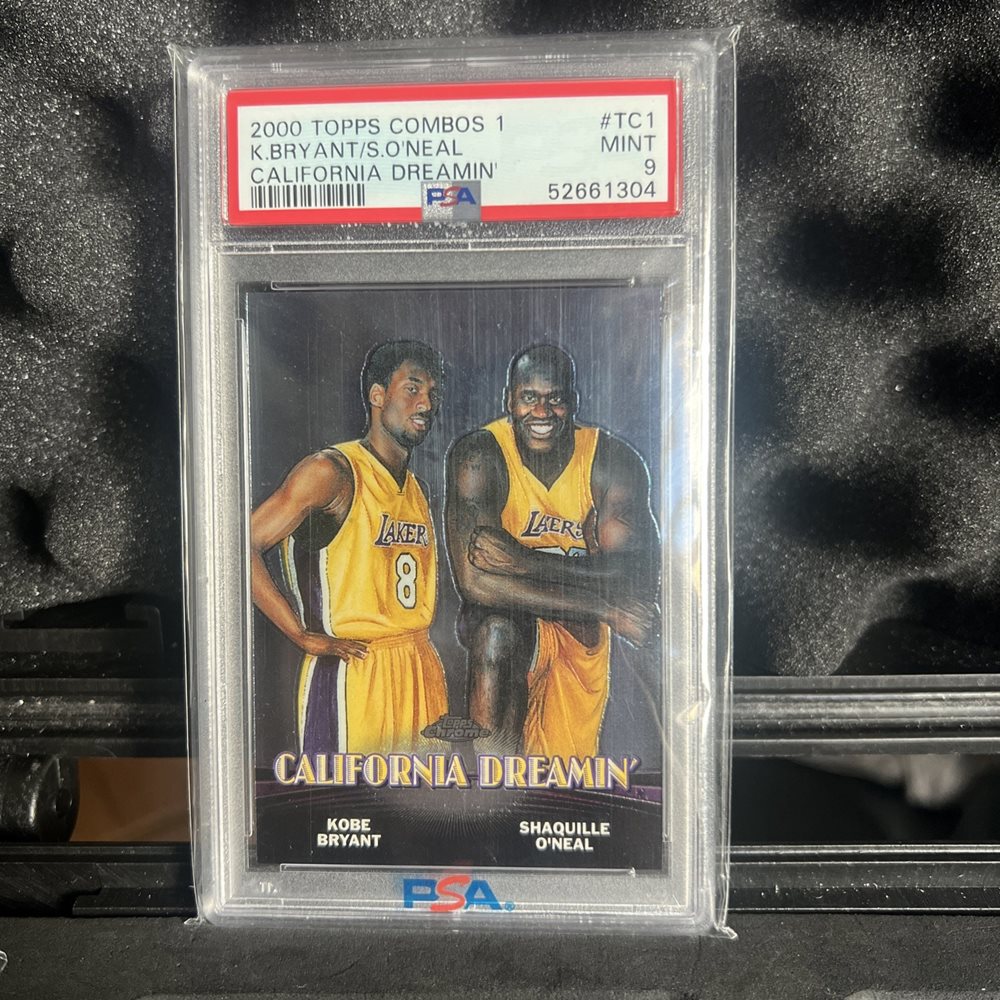 2000 TOPPS COMBOS 1 #TC1
K.BRYANT/S.O'NEAL MINT
CALIFORNIA DREAMIN' 9
PSA 52661304
LAKER
8
LAKERS
Topps
Chrome
CALIFORNIA DREAMIN'
KOBE
BRYANT
SHAQUILLE
O'NEAL
PSA